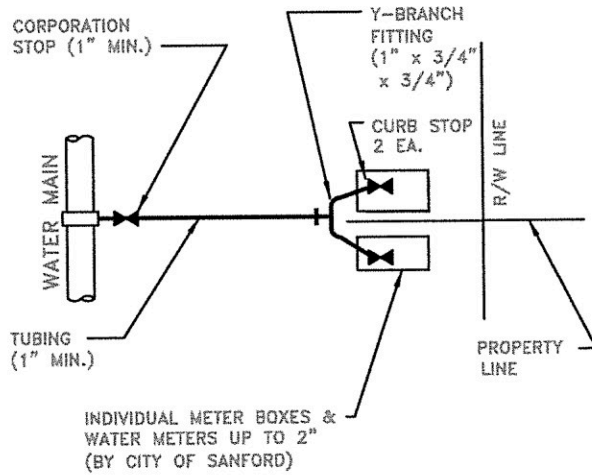 CORPORATION
STOP (1" MIN.)
Y-BRANCH
FITTING
(1" x 3/4"
x 3/4")
CURB STOP
2 EA.
R/W LINE
WATER MAIN
TUBING
(1" MIN.)
PROPERTY
LINE
INDIVIDUAL METER BOXES &
WATER METERS UP TO 2"
(BY CITY OF SANFORD)